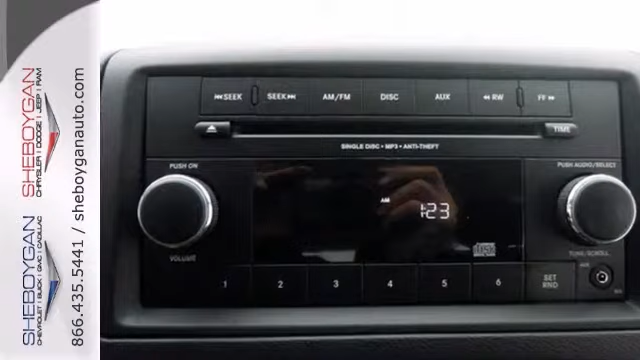 SHEBOYGAN
CHRYSLER | DODGE | JEEP | RAM
SHEBOYGAN
CHEVROLET | BUICK | GMC | CADILLAC
866.435.5441 / sheboyganauto.com
SEEK SEEK AM/FM DISC AUX RW FF
TIME
SINGLE DISC • MP3 • ANTI-THEFT
PUSH ON
PUSH AUDIO/SELECT
AM
1:23
VOLUME
TUNE/SCROLL
1 2 3 4 5 6 SET
RND